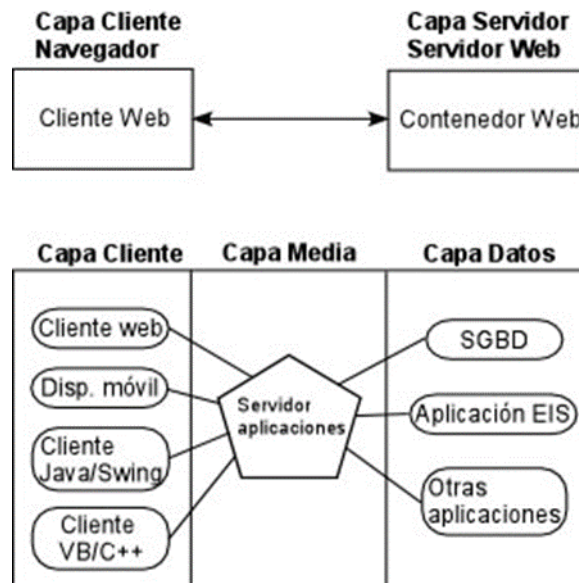 Capa Cliente
Navegador
Capa Servidor
Servidor Web
Cliente Web
Contenedor Web
Capa Cliente
Capa Media
Capa Datos
Cliente web
Disp. móvil
Cliente
Java/Swing
Cliente
VB/C++
Servidor
aplicaciones
SGBD
Aplicación EIS
Otras
aplicaciones